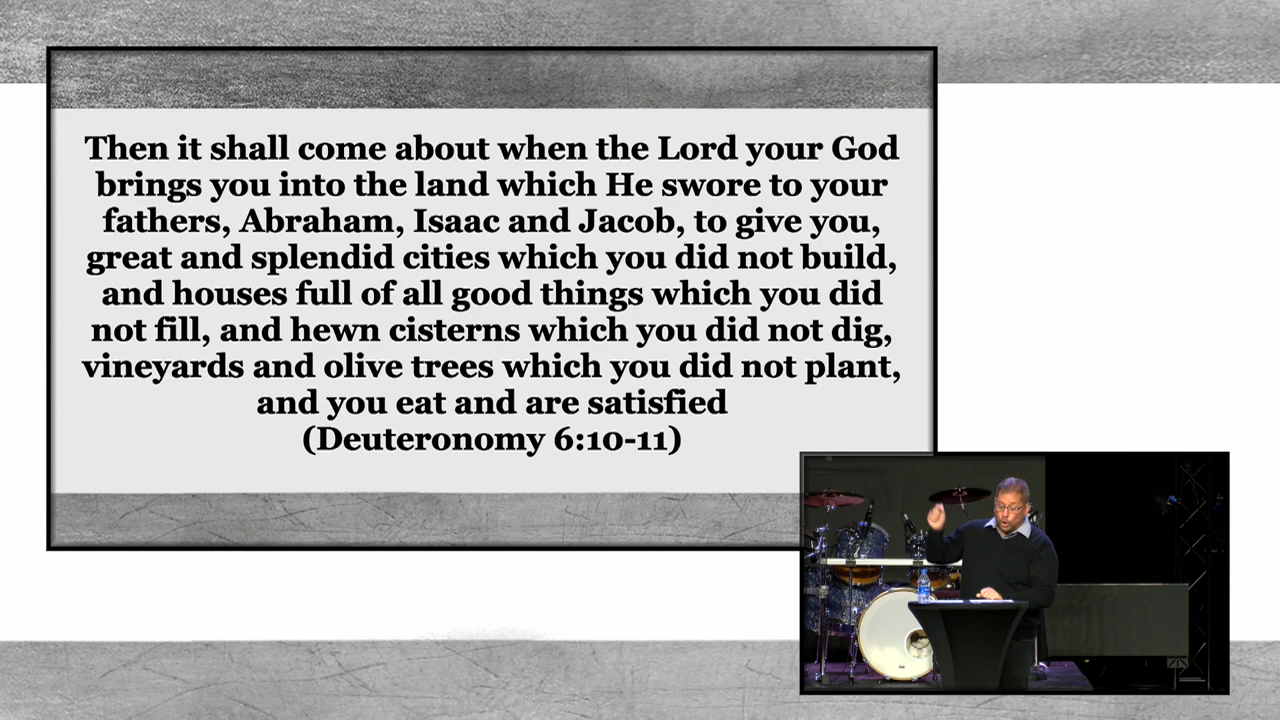 Then it shall come about when the Lord your God
brings you into the land which He swore to your
fathers, Abraham, Isaac and Jacob, to give you,
great and splendid cities which you did not build,
and houses full of all good things which you did
not fill, and hewn cisterns which you did not dig,
vineyards and olive trees which you did not plant,
and you eat and are satisfied
(Deuteronomy 6:10-11)